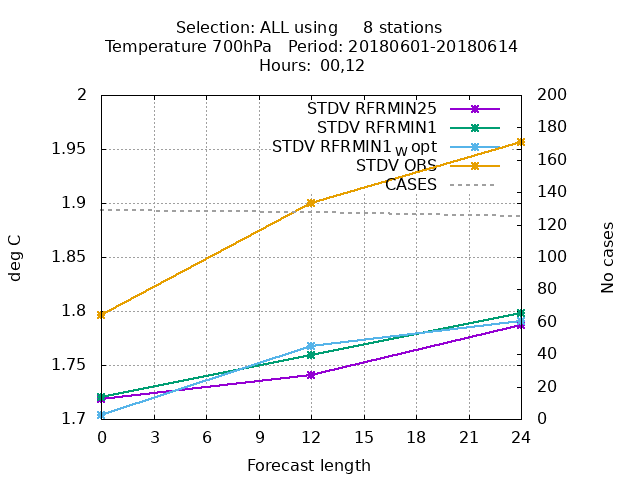 Selection: ALL using     8 stations
Temperature 700hPa   Period: 20180601-20180614
Hours: 00,12
STDV RFRMIN25
STDV RFRMIN1
STDV RFRMIN1w opt
STDV OBS
CASES
2
1.95
1.9
1.85
1.8
1.75
1.7
deg C
200
180
160
140
120
100
80
60
40
20
0
No cases
0 3 6 9 12 15 18 21 24
Forecast length